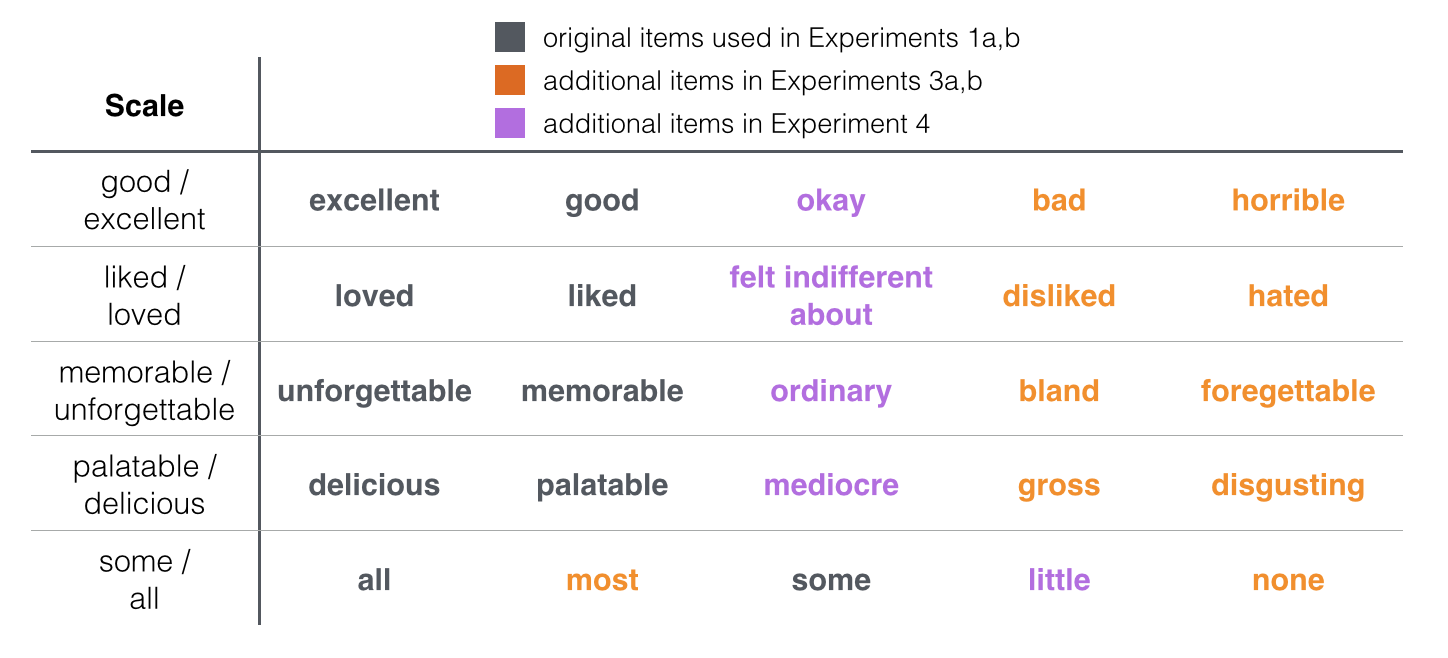 original items used in Experiments 1a,b
additional items in Experiments 3a,b
additional items in Experiment 4
Scale
good /
excellent
excellent good okay bad horrible
liked /
loved
loved liked felt indifferent
about disliked hated
memorable /
unforgettable
unforgettable memorable ordinary bland foregettable
palatable /
delicious
delicious palatable mediocre gross disgusting
some /
all
all most some little none